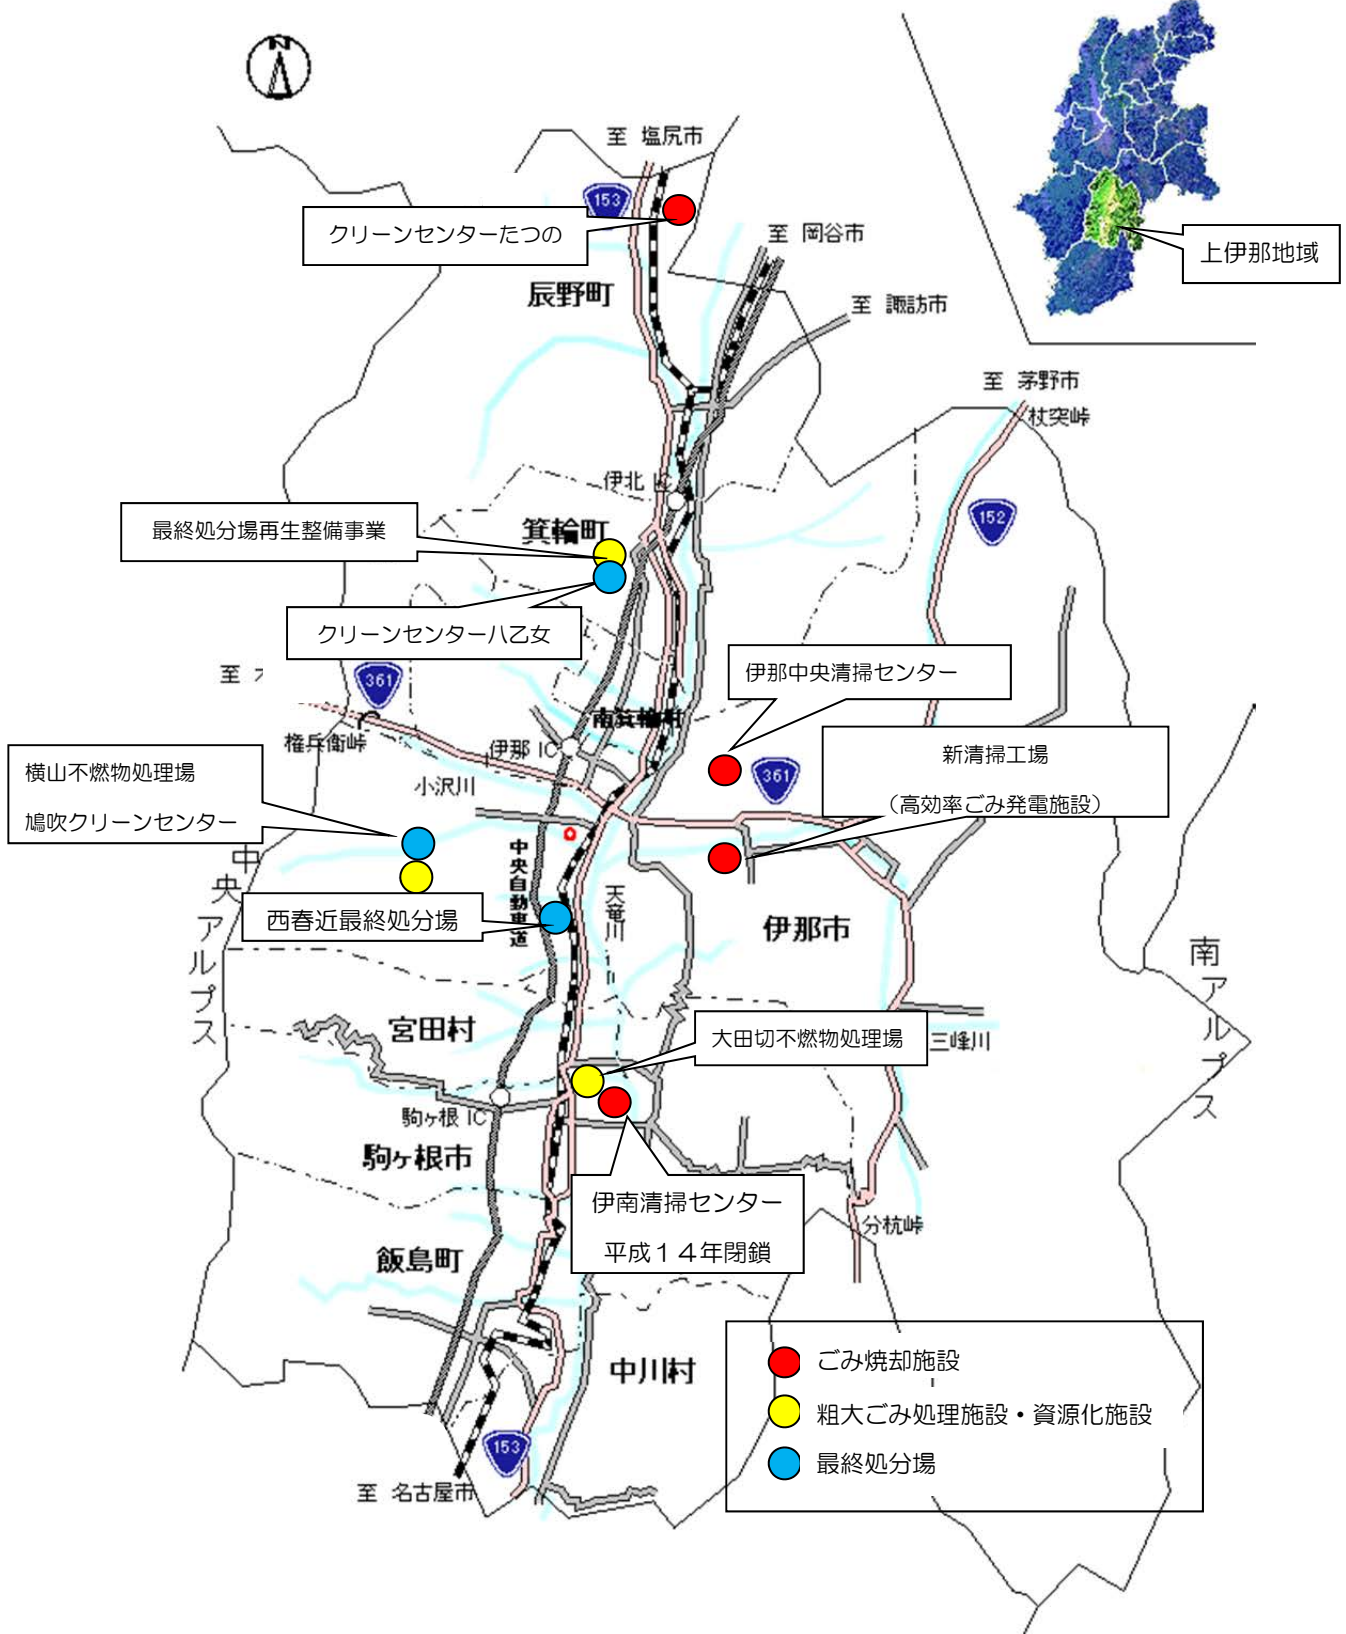 N
至 塩尻市
153
クリーンセンターたつの
至 岡谷市
上伊那地域
辰野町
至 諏訪市
至 茅野市
杖突峠
伊北 IC
152
最終処分場再生整備事業
箕輪町
クリーンセンター八乙女
伊那中央清掃センター
至
361
南箕輪村
権兵衛峠
伊那 IC
新清掃工場
（高効率ごみ発電施設）
361
横山不燃物処理場
鳩吹クリーンセンター
小沢川
中央アルプス
中央自動車道
西春近最終処分場
天竜川
伊那市
南アルプス
宮田村
大田切不燃物処理場
三峰川
駒ヶ根 IC
駒ヶ根市
伊南清掃センター
平成１４年閉鎖
分杭峠
飯島町
中川村
ごみ焼却施設
粗大ごみ処理施設・資源化施設
最終処分場
153
至 名古屋市